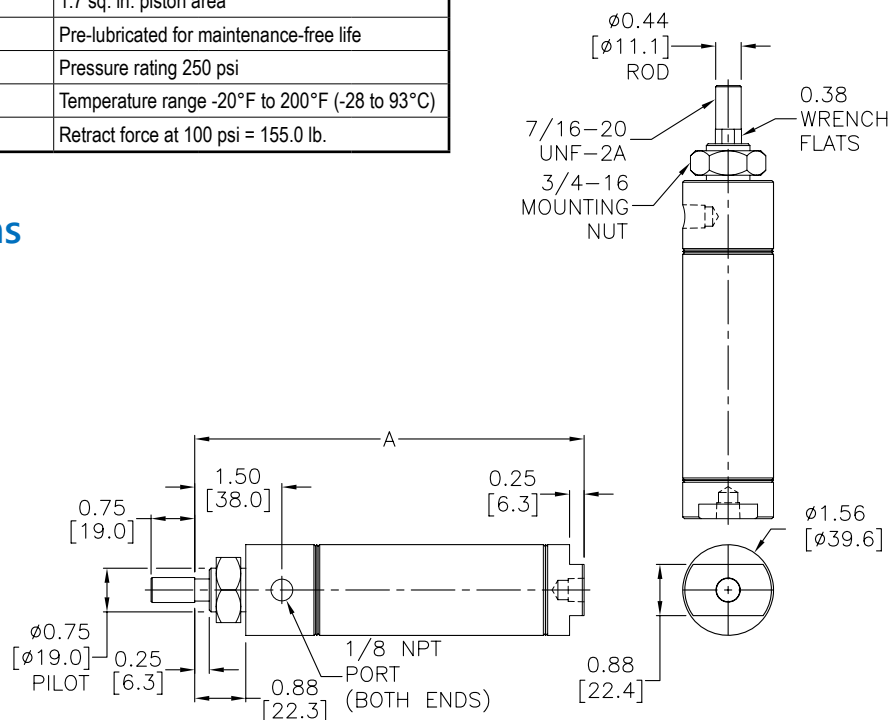 1.7 sq. in. piston area
Pre-lubricated for maintenance-free life
Pressure rating 250 psi
Temperature range -20°F to 200°F (-28 to 93°C)
Retract force at 100 psi = 155.0 lb.
ns
Ø0.44
[Ø11.1]
ROD
7/16-20
UNF-2A
3/4-16
MOUNTING
NUT
0.38
WRENCH
FLATS
A
1.50
[38.0]
0.25
[6.3]
0.75
[19.0]
Ø1.56
[Ø39.6]
Ø0.75
[Ø19.0]
PILOT
0.25
[6.3]
0.88
[22.3]
1/8 NPT
PORT
(BOTH ENDS)
0.88
[22.4]